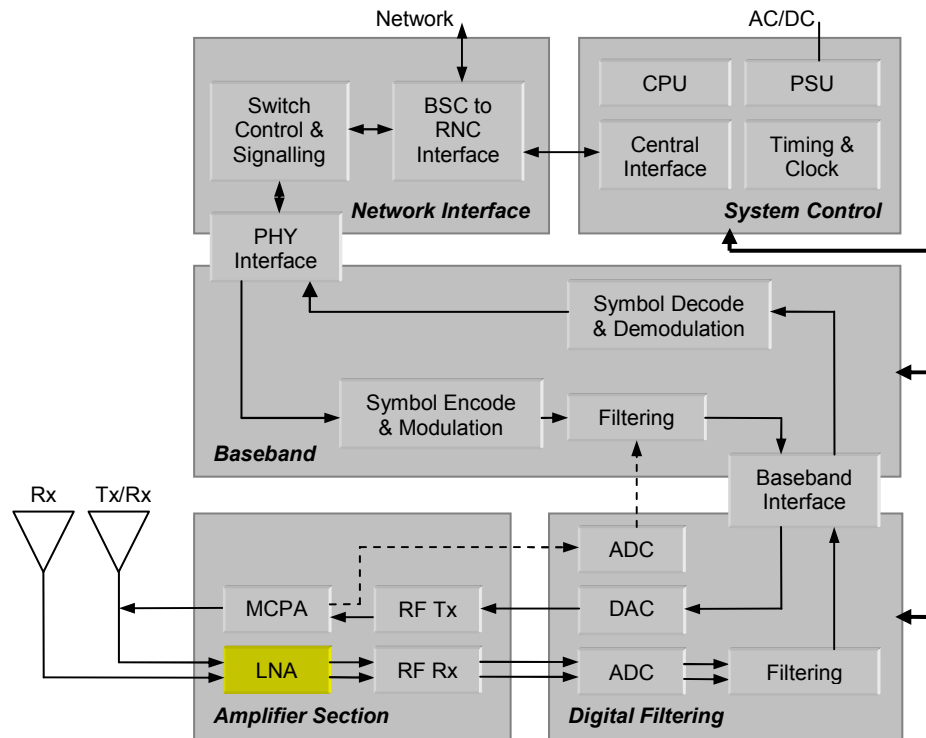 Network
AC/DC
Switch
Control &
Signalling
BSC to
RNC
Interface
Network Interface
CPU
PSU
Central
Interface
Timing &
Clock
System Control
PHY
Interface
Symbol Decode
& Demodulation
Symbol Encode
& Modulation
Filtering
Baseband
Baseband
Interface
Rx
Tx/Rx
MCPA
RF Tx
LNA
RF Rx
Amplifier Section
ADC
DAC
ADC
Filtering
Digital Filtering